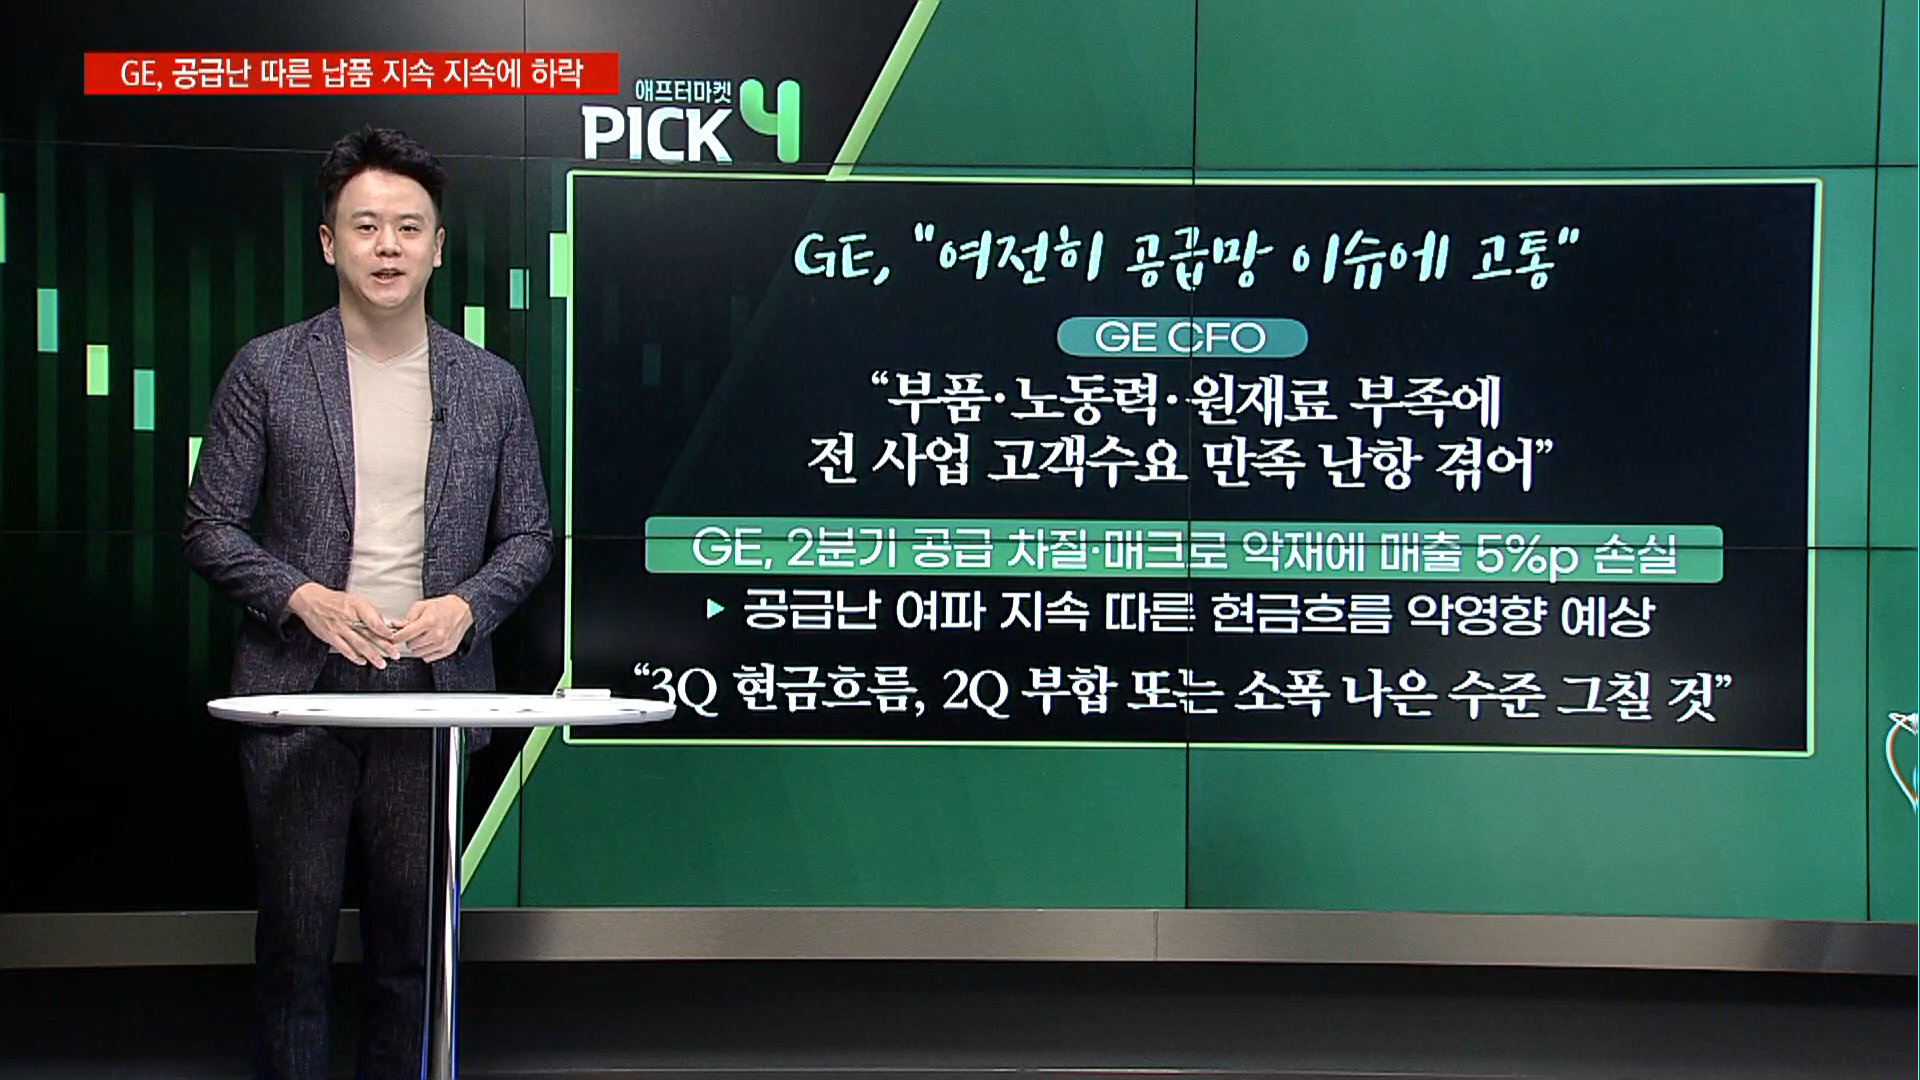 GE, 공급난 따른 납품 지속 지속에 하락
애프터마켓
PICK 4
GE, "여전히 공급망 이슈에 고통"
GE CFO
“부품·노동력·원재료 부족에
전 사업 고객수요 만족 난항 겪어”
GE, 2분기 공급 차질·매크로 악재에 매출 5%p 손실
▶ 공급난 여파 지속 따른 현금흐름 악영향 예상
“3Q 현금흐름, 2Q 부합 또는 소폭 나은 수준 그칠 것”